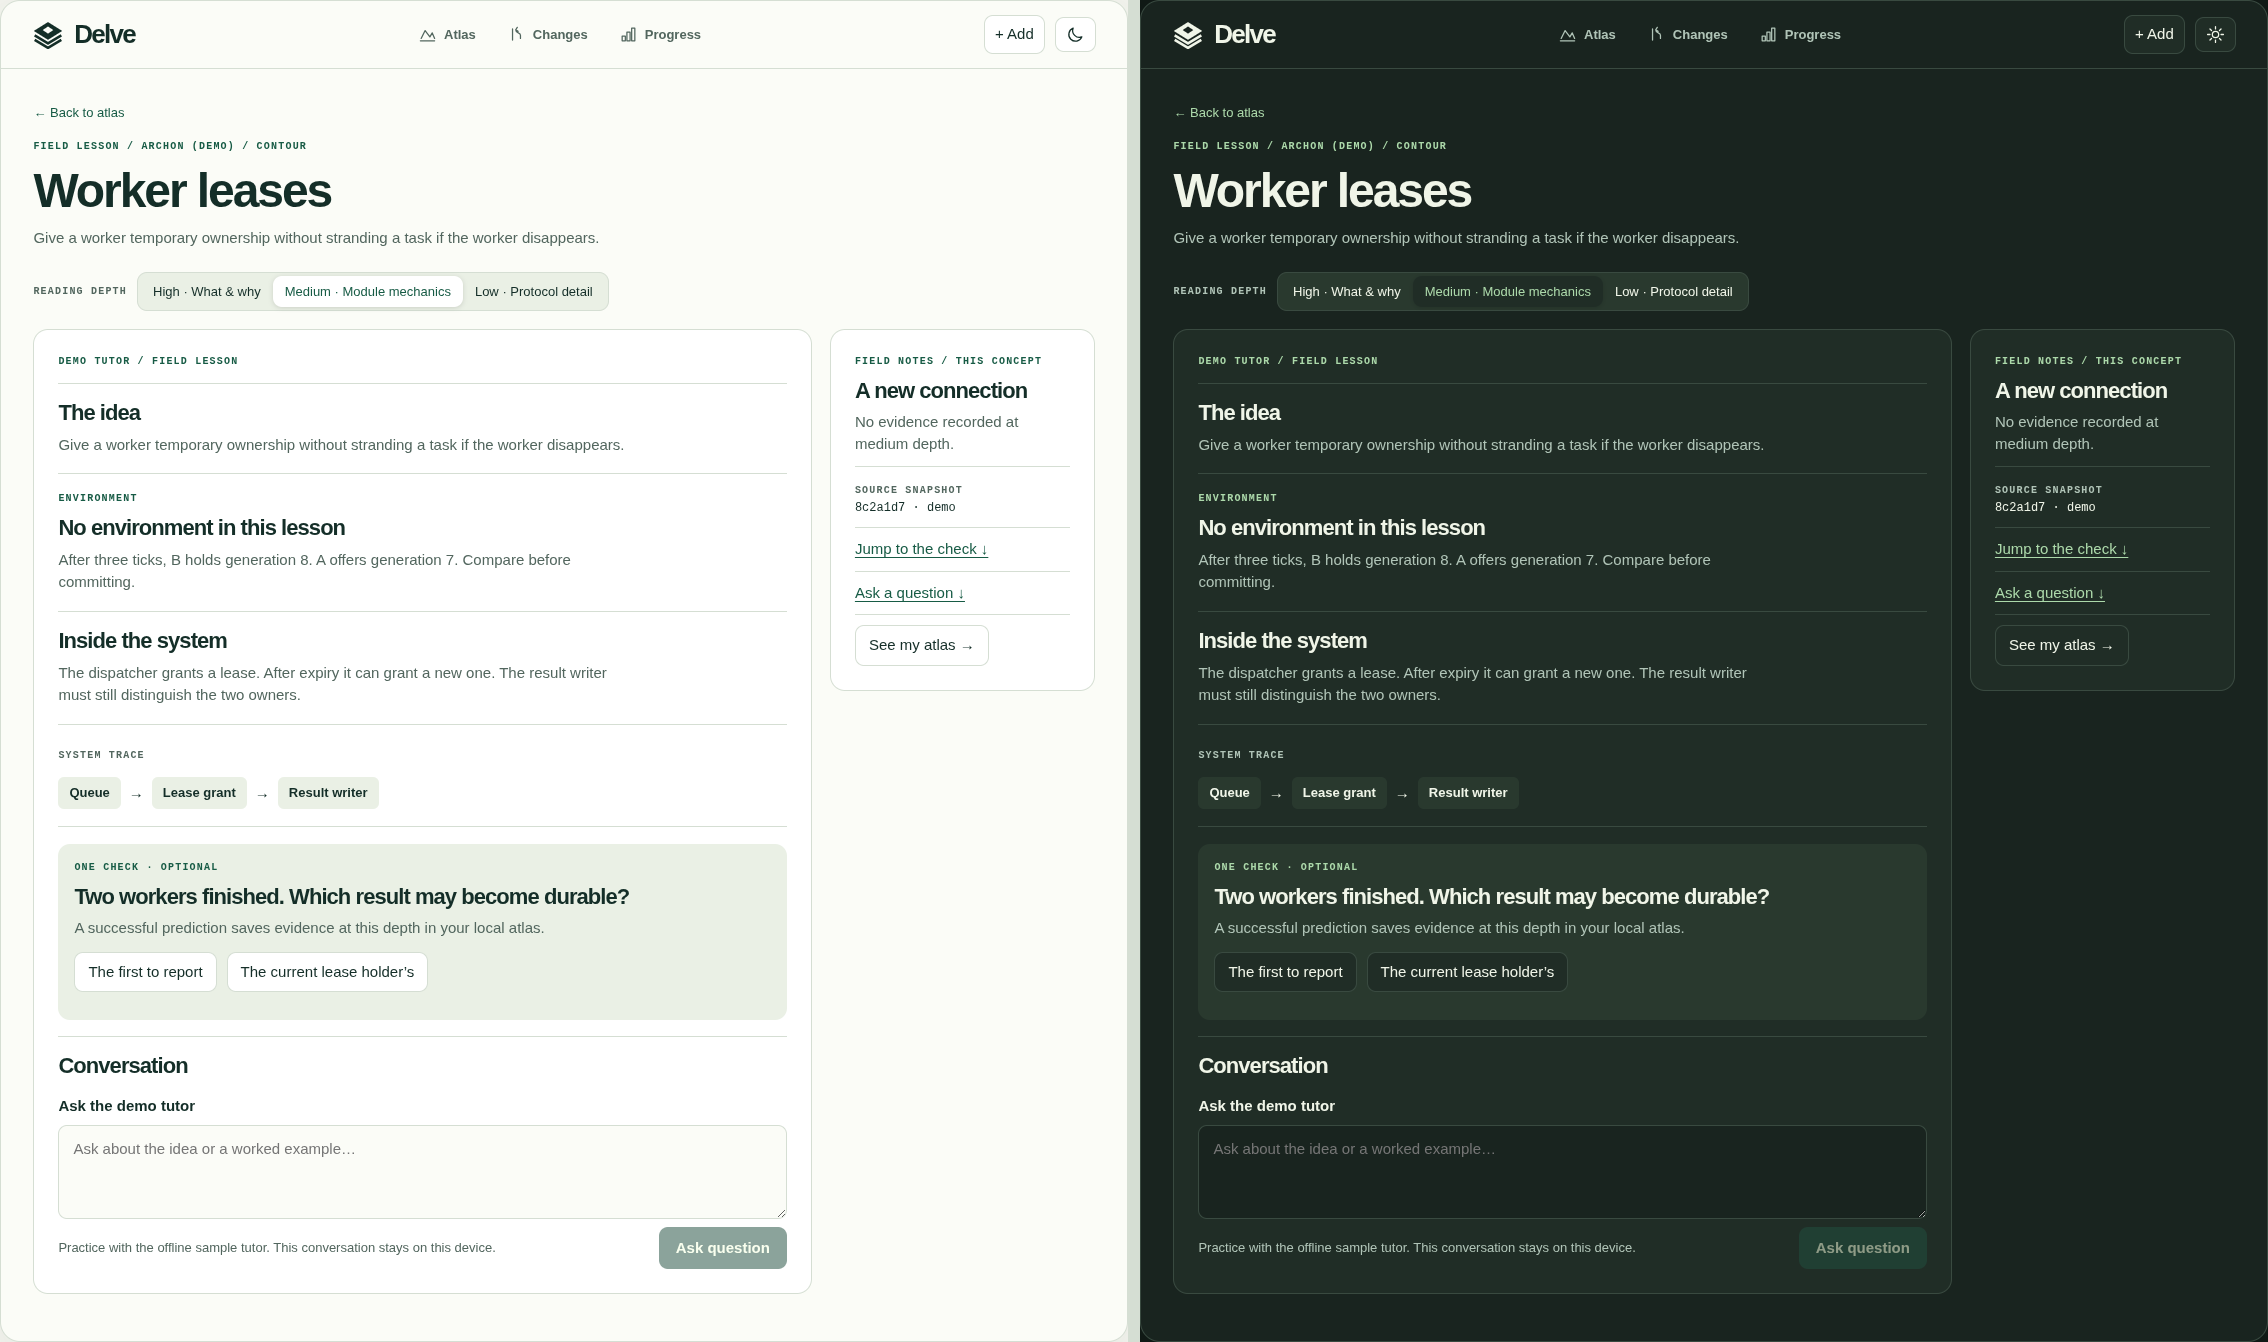 Delve
Atlas
Changes
Progress
+ Add
← Back to atlas
FIELD LESSON / ARCHON (DEMO) / CONTOUR
Worker leases
Give a worker temporary ownership without stranding a task if the worker disappears.
READING DEPTH
High · What & why
Medium · Module mechanics
Low · Protocol detail
DEMO TUTOR / FIELD LESSON
The idea
Give a worker temporary ownership without stranding a task if the worker disappears.
ENVIRONMENT
No environment in this lesson
After three ticks, B holds generation 8. A offers generation 7. Compare before
committing.
Inside the system
The dispatcher grants a lease. After expiry it can grant a new one. The result writer
must still distinguish the two owners.
SYSTEM TRACE
Queue → Lease grant → Result writer
ONE CHECK · OPTIONAL
Two workers finished. Which result may become durable?
A successful prediction saves evidence at this depth in your local atlas.
The first to report
The current lease holder’s
Conversation
Ask the demo tutor
Ask about the idea or a worked example…
Practice with the offline sample tutor. This conversation stays on this device.
Ask question
FIELD NOTES / THIS CONCEPT
A new connection
No evidence recorded at
medium depth.
SOURCE SNAPSHOT
8c2a1d7 · demo
Jump to the check ↓
Ask a question ↓
See my atlas →
Delve
Atlas
Changes
Progress
+ Add
← Back to atlas
FIELD LESSON / ARCHON (DEMO) / CONTOUR
Worker leases
Give a worker temporary ownership without stranding a task if the worker disappears.
READING DEPTH
High · What & why
Medium · Module mechanics
Low · Protocol detail
DEMO TUTOR / FIELD LESSON
The idea
Give a worker temporary ownership without stranding a task if the worker disappears.
ENVIRONMENT
No environment in this lesson
After three ticks, B holds generation 8. A offers generation 7. Compare before
committing.
Inside the system
The dispatcher grants a lease. After expiry it can grant a new one. The result writer
must still distinguish the two owners.
SYSTEM TRACE
Queue → Lease grant → Result writer
ONE CHECK · OPTIONAL
Two workers finished. Which result may become durable?
A successful prediction saves evidence at this depth in your local atlas.
The first to report
The current lease holder’s
Conversation
Ask the demo tutor
Ask about the idea or a worked example…
Practice with the offline sample tutor. This conversation stays on this device.
Ask question
FIELD NOTES / THIS CONCEPT
A new connection
No evidence recorded at
medium depth.
SOURCE SNAPSHOT
8c2a1d7 · demo
Jump to the check ↓
Ask a question ↓
See my atlas →